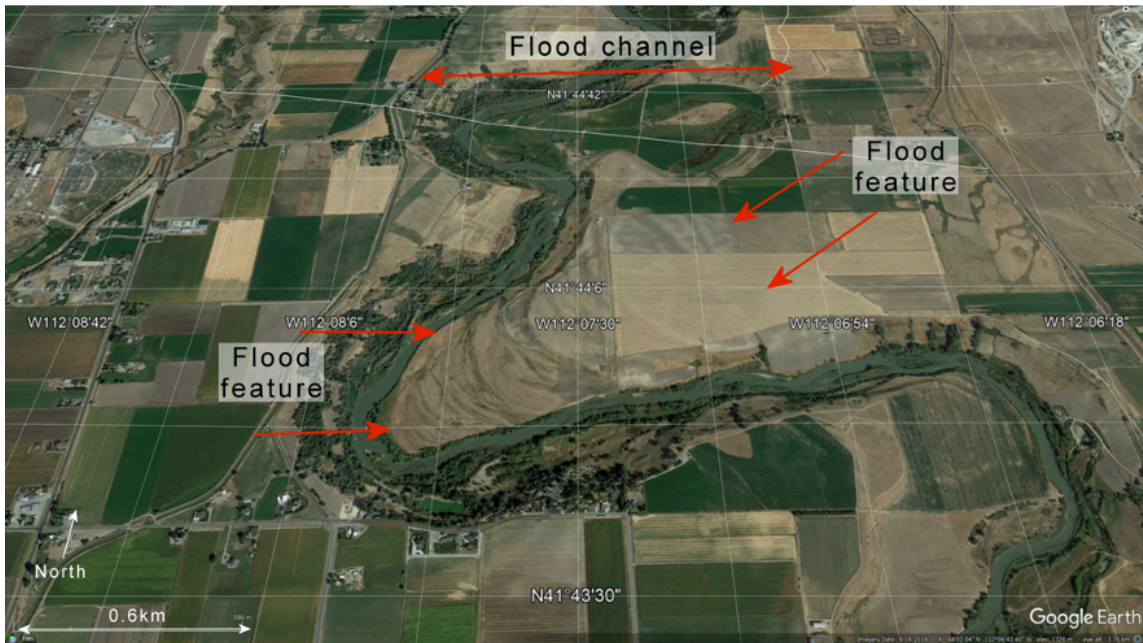 Flood channel
N41°44'42"
Flood
feature
N41°44'6"
W112°08'42"
W112°08'6"
W112°07'30"
W112°06'54"
W112°06'18"
Flood
feature
North
0.6km
N41°43'30"
Google Earth